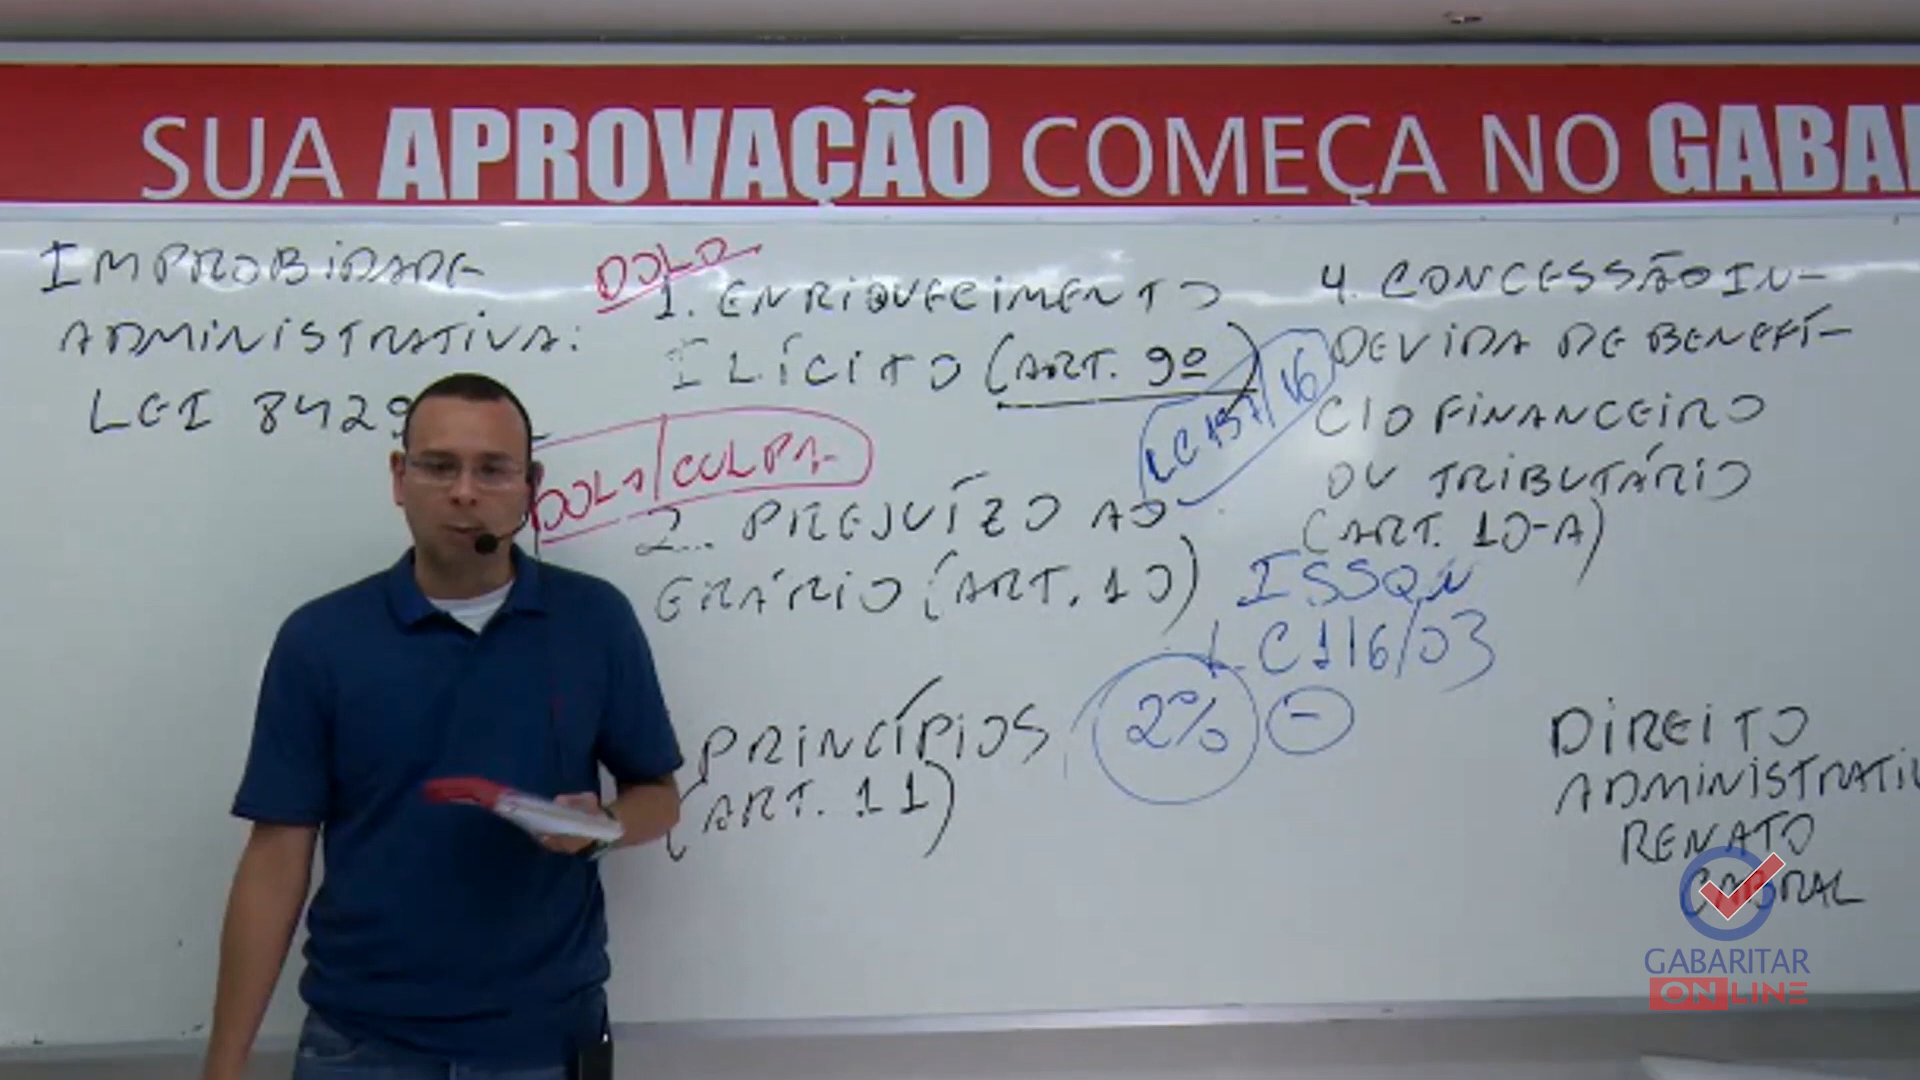 SUA APROVAÇÃO COMEÇA NO GABA
IMPROBIDADE
ADMINISTRATIVA:
LEI 8429
DOLO
1. ENRIQUECIMENTO
ILÍCITO (ART. 9º)
DOLO/CULPA
2. PREJUÍZO AO
ERÁRIO (ART. 10)
PRINCÍPIOS
(ART. 11)
LC 157/16
4. CONCESSÃO IN-
DEVIDA DE BENEFÍ-
CIO FINANCEIRO
OU TRIBUTÁRIO
(ART. 10-A)
ISSQN
LC 116/03
2% -
DIREITO
ADMINISTRATIV
RENATO
CABRAL
GABARITAR
ONLINE